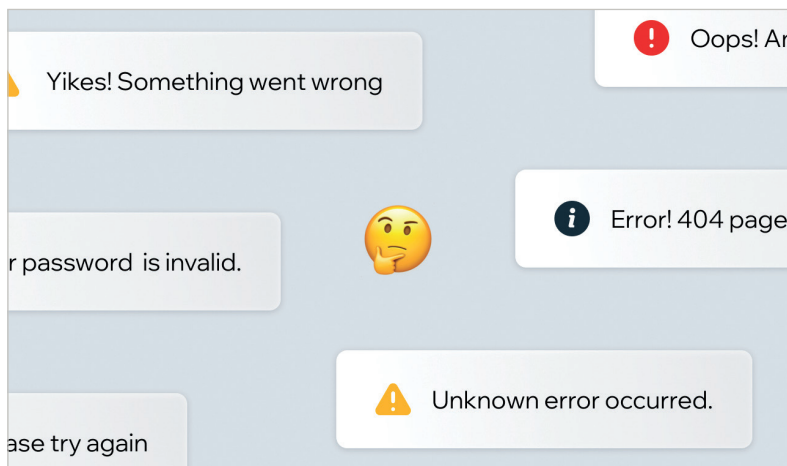 Oops! Ar
Yikes! Something went wrong
Error! 404 page
r password is invalid.
Unknown error occurred.
ase try again